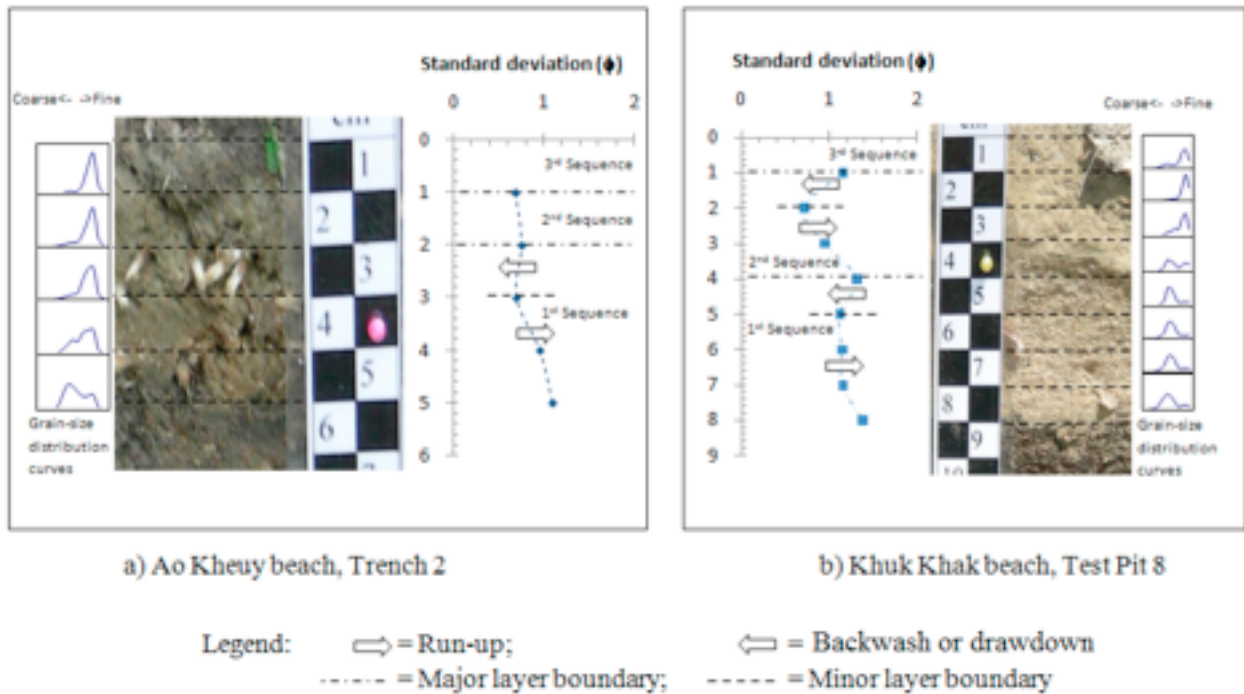 Standard deviation (ϕ)
Coarse<- ->Fine
0 1 2
0
1
2
3
4
5
6
3rd Sequence
2nd Sequence
1st Sequence
cm
1
2
3
4
5
6
Grain-size
distribution
curves
a) Ao Kheuy beach, Trench 2
Standard deviation (ϕ)
0 1 2
Coarse<- ->Fine
0
1
2
3
4
5
6
7
8
9
3rd Sequence
2nd Sequence
1st Sequence
cm
1
2
3
4
5
6
7
8
9
10
Grain-size
distribution
curves
b) Khuk Khak beach, Test Pit 8
Legend: = Run-up; = Backwash or drawdown
= Major layer boundary; = Minor layer boundary